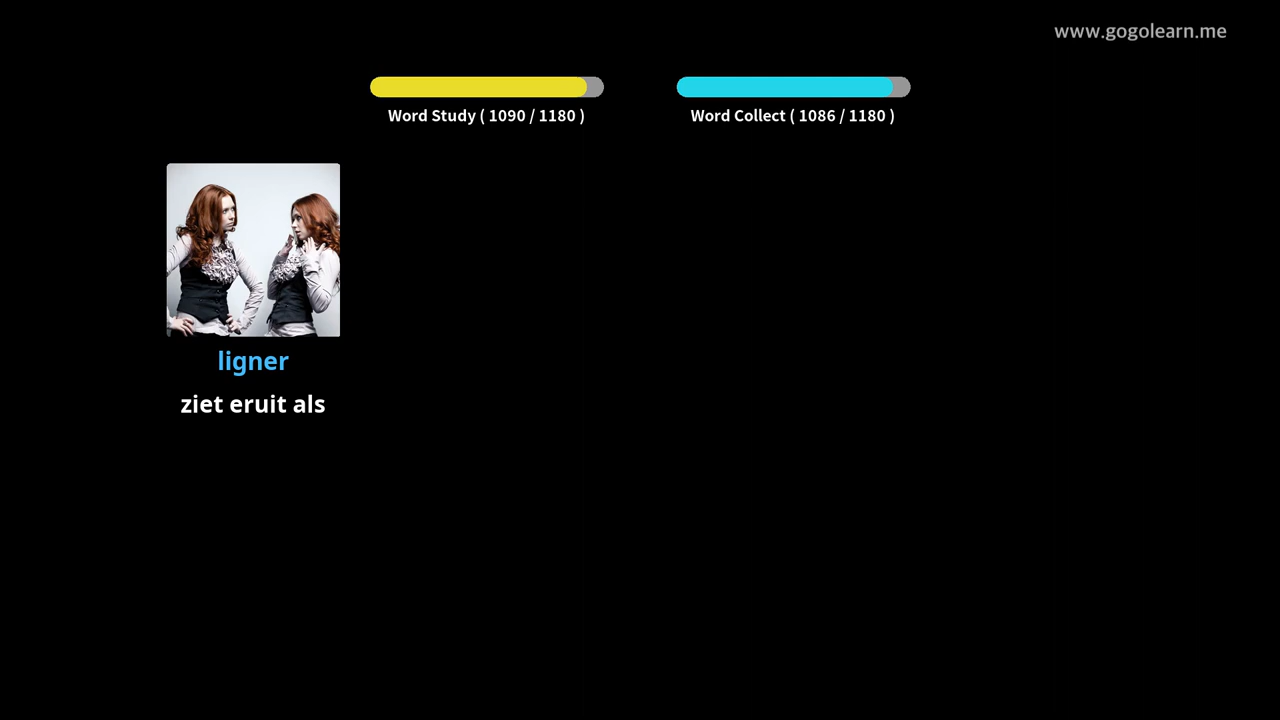 www.gogolearn.me
Word Study ( 1090 / 1180 )
Word Collect ( 1086 / 1180 )
ligner
ziet eruit als